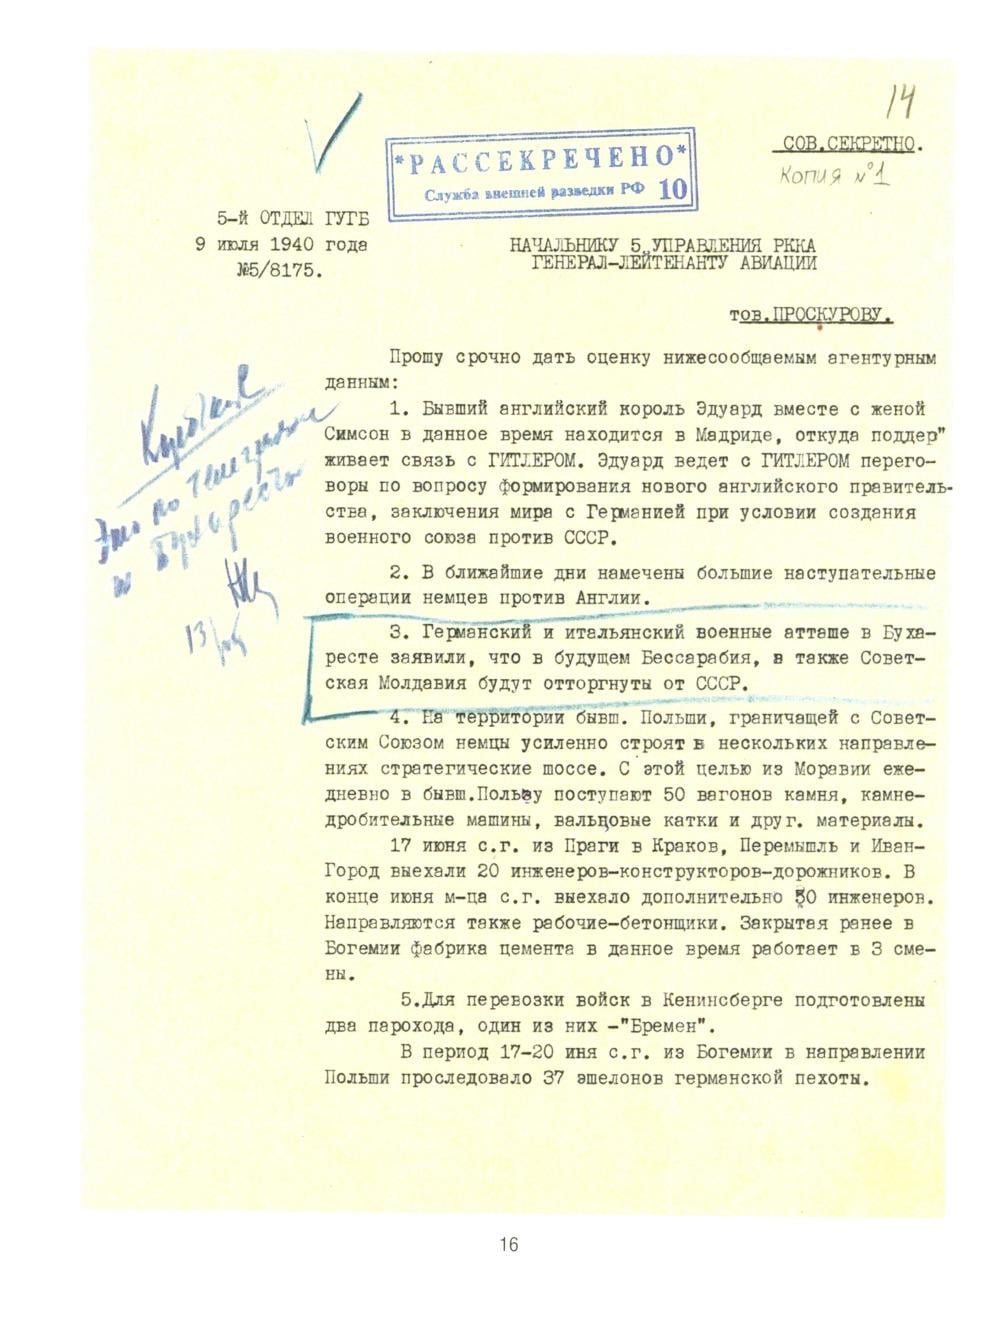 14
СОВ.СЕКРЕТНО.
Копия №1
*РАССЕКРЕЧЕНО*
Служба внешней разведки РФ 10
5-й ОТДЕЛ ГУГБ
9 июля 1940 года
№5/8175.
НАЧАЛЬНИКУ 5 УПРАВЛЕНИЯ РККА
ГЕНЕРАЛ-ЛЕЙТЕНАНТУ АВИАЦИИ
тов.ПРОСКУРОВУ.
Прошу срочно дать оценку нижесообщаемым агентурным
данным:
1. Бывший английский король Эдуард вместе с женой
Симсон в данное время находится в Мадриде, откуда поддер"
живает связь с ГИТЛЕРОМ. Эдуард ведет с ГИТЛЕРОМ перего-
воры по вопросу формирования нового английского правитель-
ства, заключения мира с Германией при условии создания
военного союза против СССР.
2. В ближайшие дни намечены большие наступательные
операции немцев против Англии.
3. Германский и итальянский военные атташе в Буха-
ресте заявили, что в будущем Бессарабия, а также Совет-
ская Молдавия будут отторгнуты от СССР.
4. На территории бывш. Польши, граничащей с Совет-
ским Союзом немцы усиленно строят в нескольких направле-
ниях стратегические шоссе. С этой целью из Моравии еже-
дневно в бывш.Польшу поступают 50 вагонов камня, камне-
дробительные машины, вальцовые катки и друг. материалы.
17 июня с.г. из Праги в Краков, Перемышль и Иван-
Город выехали 20 инженеров-конструкторов-дорожников. В
конце июня м-ца с.г. выехало дополнительно 50 инженеров.
Направляются также рабочие-бетонщики. Закрытая ранее в
Богемии фабрика цемента в данное время работает в 3 сме-
ны.
5.Для перевозки войск в Кенинсберге подготовлены
два парохода, один из них -"Бремен".
В период 17-20 иня с.г. из Богемии в направлении
Польши проследовало 37 эшелонов германской пехоты.
Это по телеграмме
Бухареста
13/
16